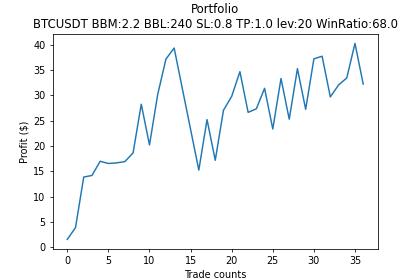 Portfolio
BTCUSDT BBM:2.2 BBL:240 SL:0.8 TP:1.0 lev:20 WinRatio:68.0
40
35
30
25
20
15
10
5
0
Profit ($)
0 5 10 15 20 25 30 35
Trade counts